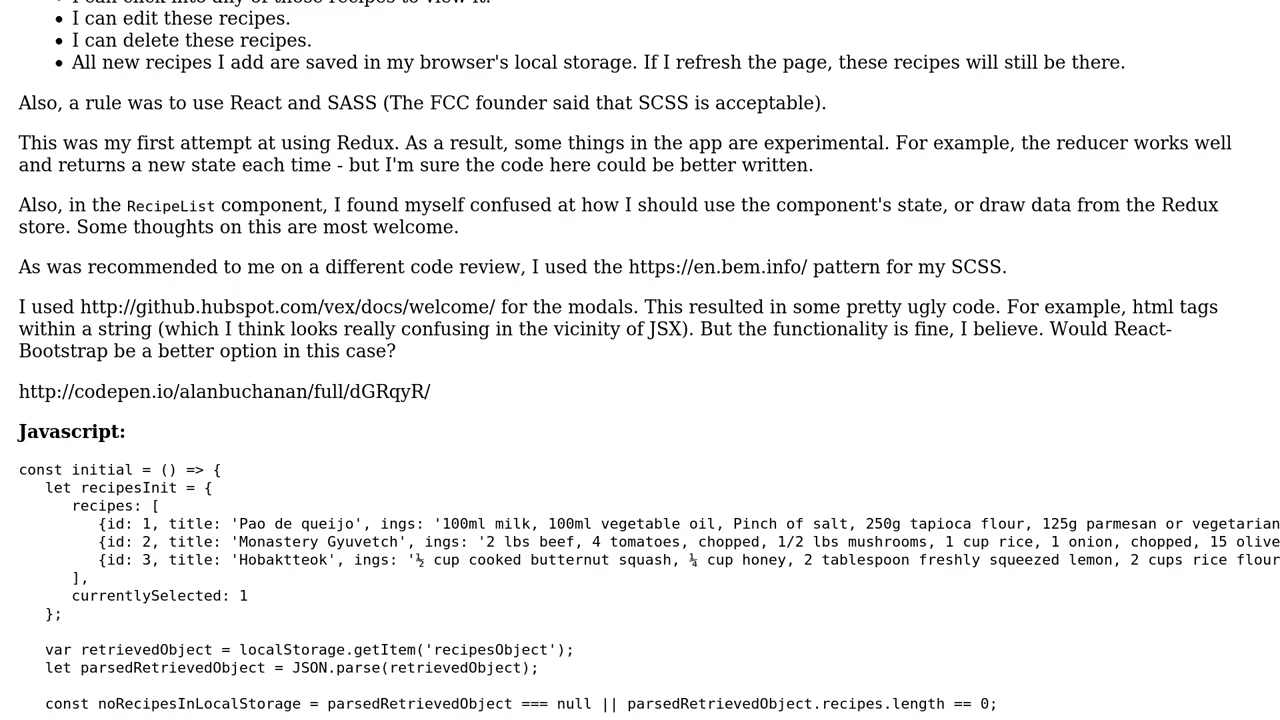 I can click into any of those recipes to view it.
• I can edit these recipes.
• I can delete these recipes.
• All new recipes I add are saved in my browser's local storage. If I refresh the page, these recipes will still be there.
Also, a rule was to use React and SASS (The FCC founder said that SCSS is acceptable).
This was my first attempt at using Redux. As a result, some things in the app are experimental. For example, the reducer works well
and returns a new state each time - but I'm sure the code here could be better written.
Also, in the RecipeList component, I found myself confused at how I should use the component's state, or draw data from the Redux
store. Some thoughts on this are most welcome.
As was recommended to me on a different code review, I used the https://en.bem.info/ pattern for my SCSS.
I used http://github.hubspot.com/vex/docs/welcome/ for the modals. This resulted in some pretty ugly code. For example, html tags
within a string (which I think looks really confusing in the vicinity of JSX). But the functionality is fine, I believe. Would React-
Bootstrap be a better option in this case?
http://codepen.io/alanbuchanan/full/dGRqyR/
Javascript:
const initial = () => {
   let recipesInit = {
      recipes: [
         {id: 1, title: 'Pao de queijo', ings: '100ml milk, 100ml vegetable oil, Pinch of salt, 250g tapioca flour, 125g parmesan or vegetarian
         {id: 2, title: 'Monastery Gyuvetch', ings: '2 lbs beef, 4 tomatoes, chopped, 1/2 lbs mushrooms, 1 cup rice, 1 onion, chopped, 15 olive
         {id: 3, title: 'Hobaktteok', ings: '½ cup cooked butternut squash, ¼ cup honey, 2 tablespoon freshly squeezed lemon, 2 cups rice flour
      ],
      currentlySelected: 1
   };
   var retrievedObject = localStorage.getItem('recipesObject');
   let parsedRetrievedObject = JSON.parse(retrievedObject);
   const noRecipesInLocalStorage = parsedRetrievedObject === null || parsedRetrievedObject.recipes.length == 0;